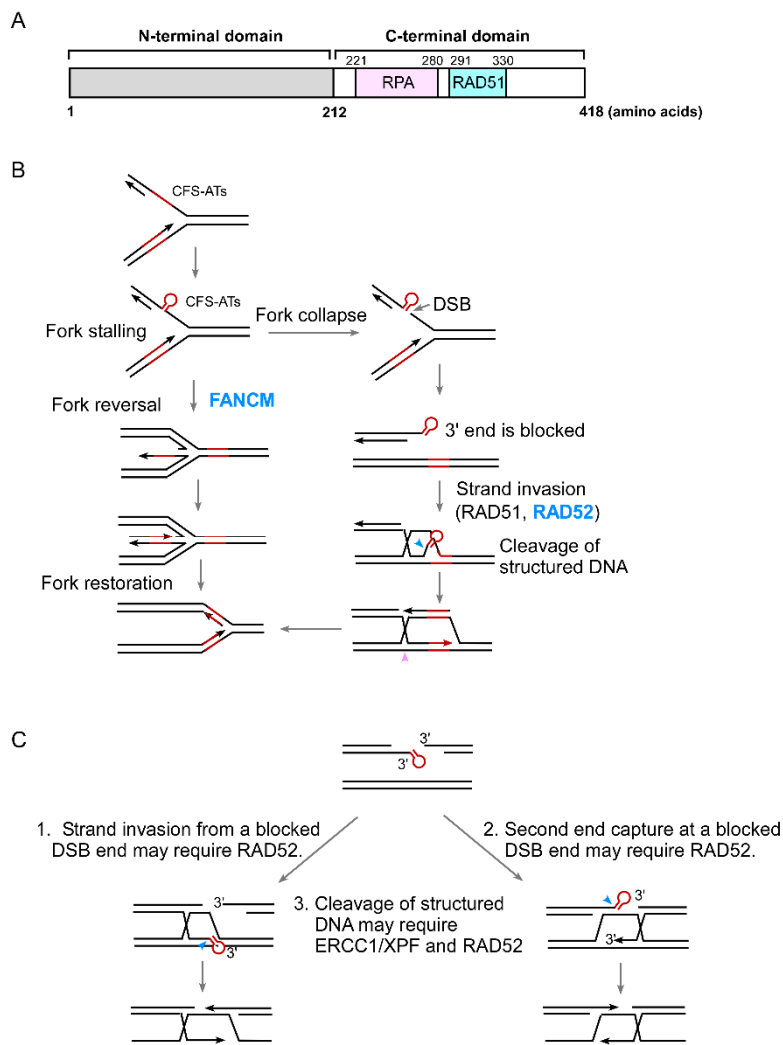 A
N-terminal domain
C-terminal domain
221
280
291
330
RPA
RAD51
1
212
418 (amino acids)
B
CFS-ATs
CFS-ATs
Fork stalling
Fork collapse
DSB
Fork reversal
FANCM
3' end is blocked
Strand invasion
(RAD51, RAD52)
Cleavage of
structured DNA
Fork restoration
C
3'
3'
1. Strand invasion from a blocked
DSB end may require RAD52.
2. Second end capture at a blocked
DSB end may require RAD52.
3'
3'
3. Cleavage of structured
DNA may require
ERCC1/XPF and RAD52
3'
3'